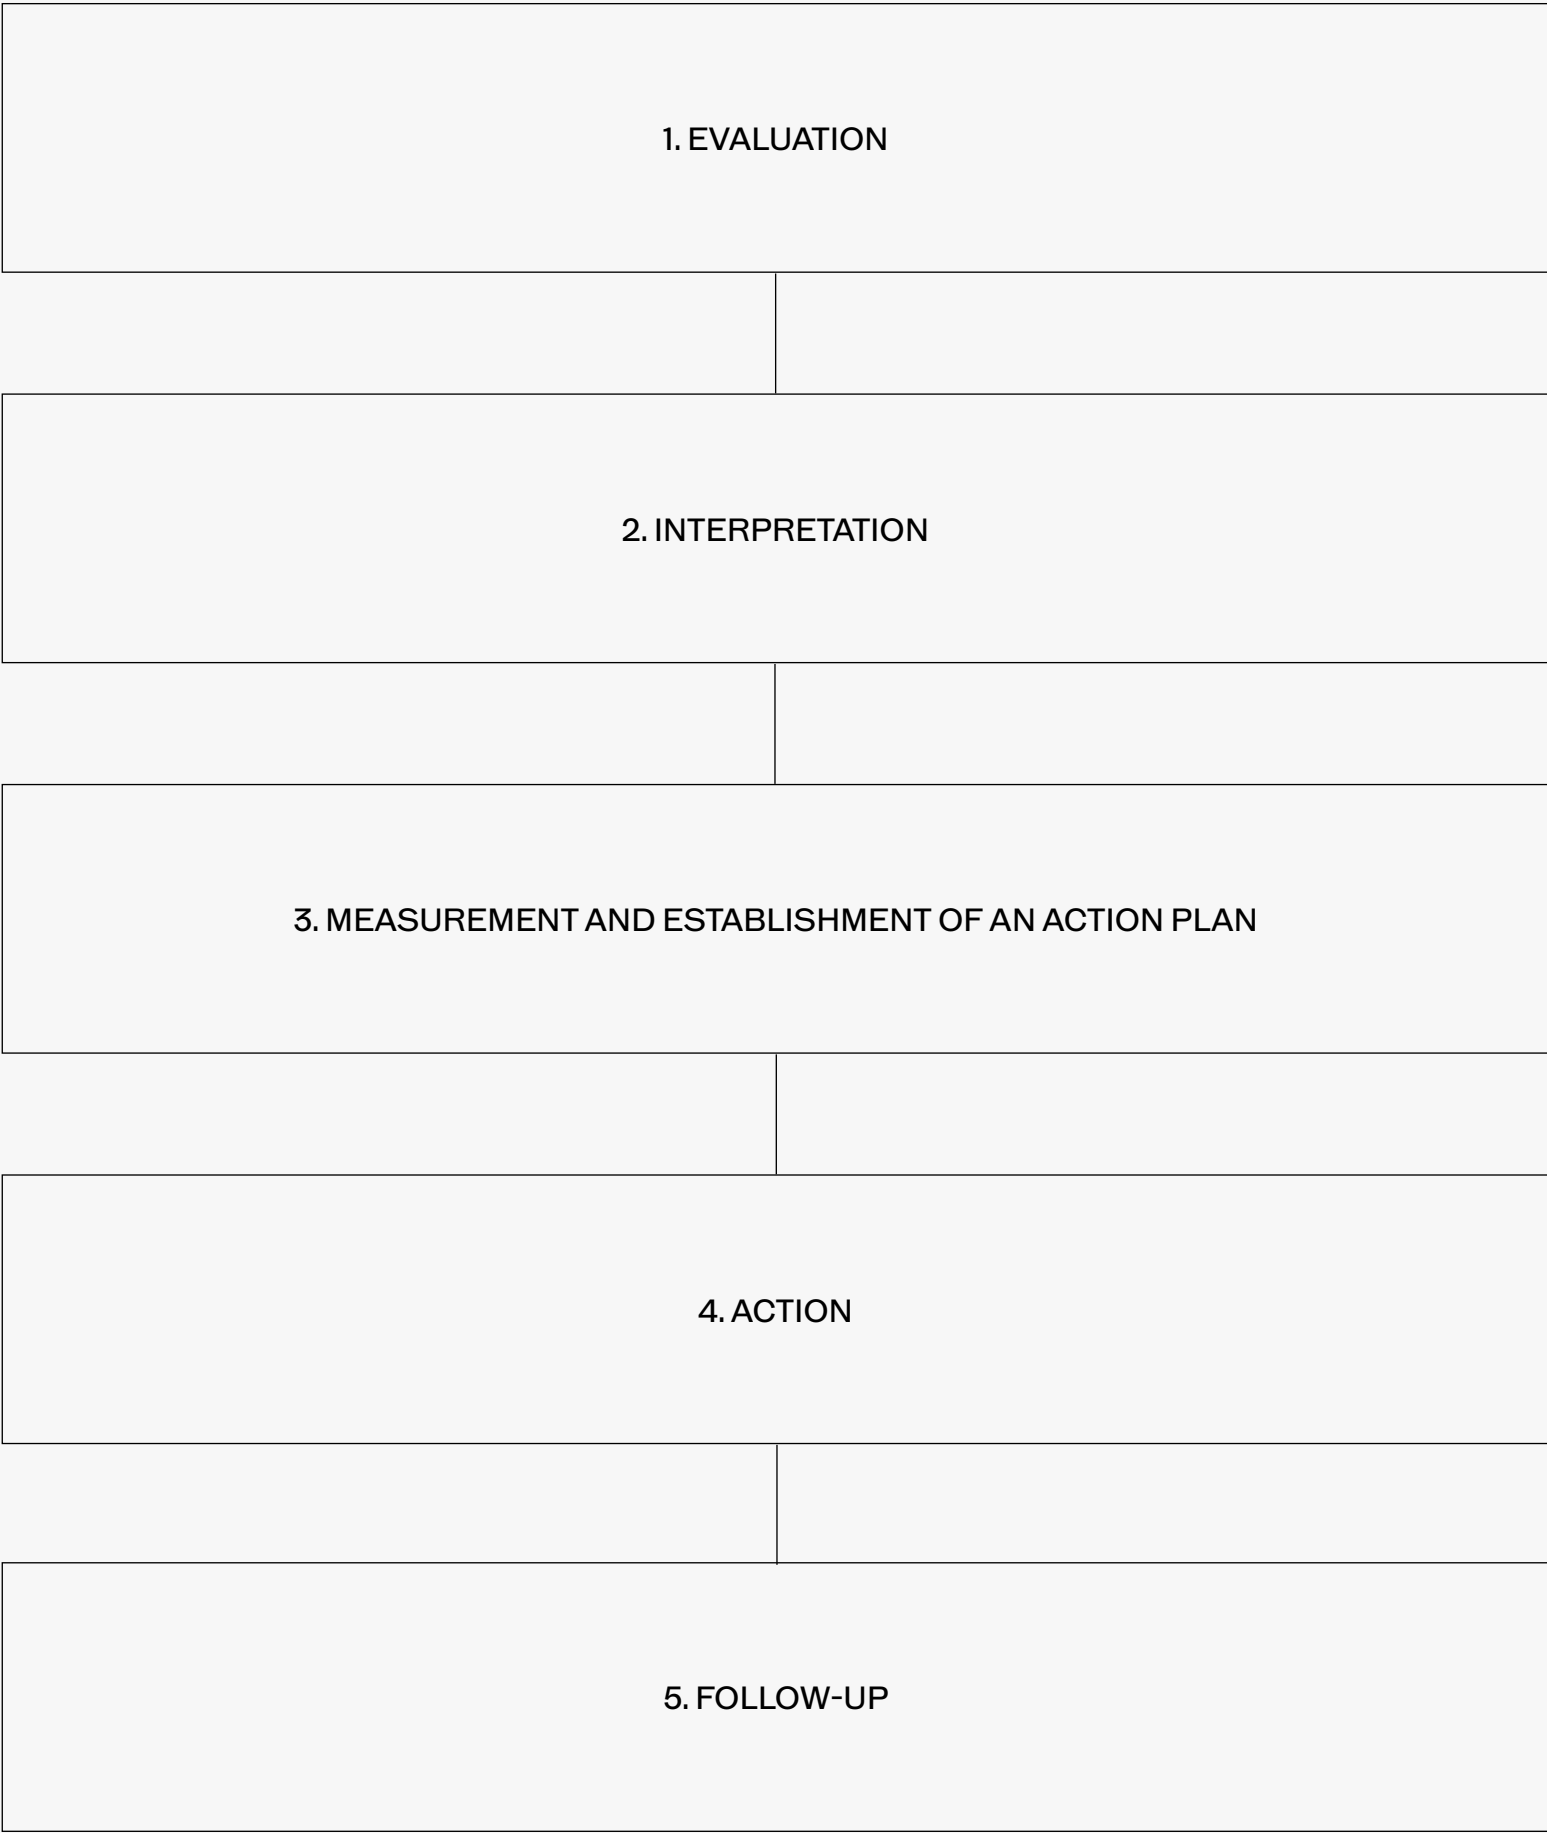 1. EVALUATION
2. INTERPRETATION
3. MEASUREMENT AND ESTABLISHMENT OF AN ACTION PLAN
4. ACTION
5. FOLLOW-UP